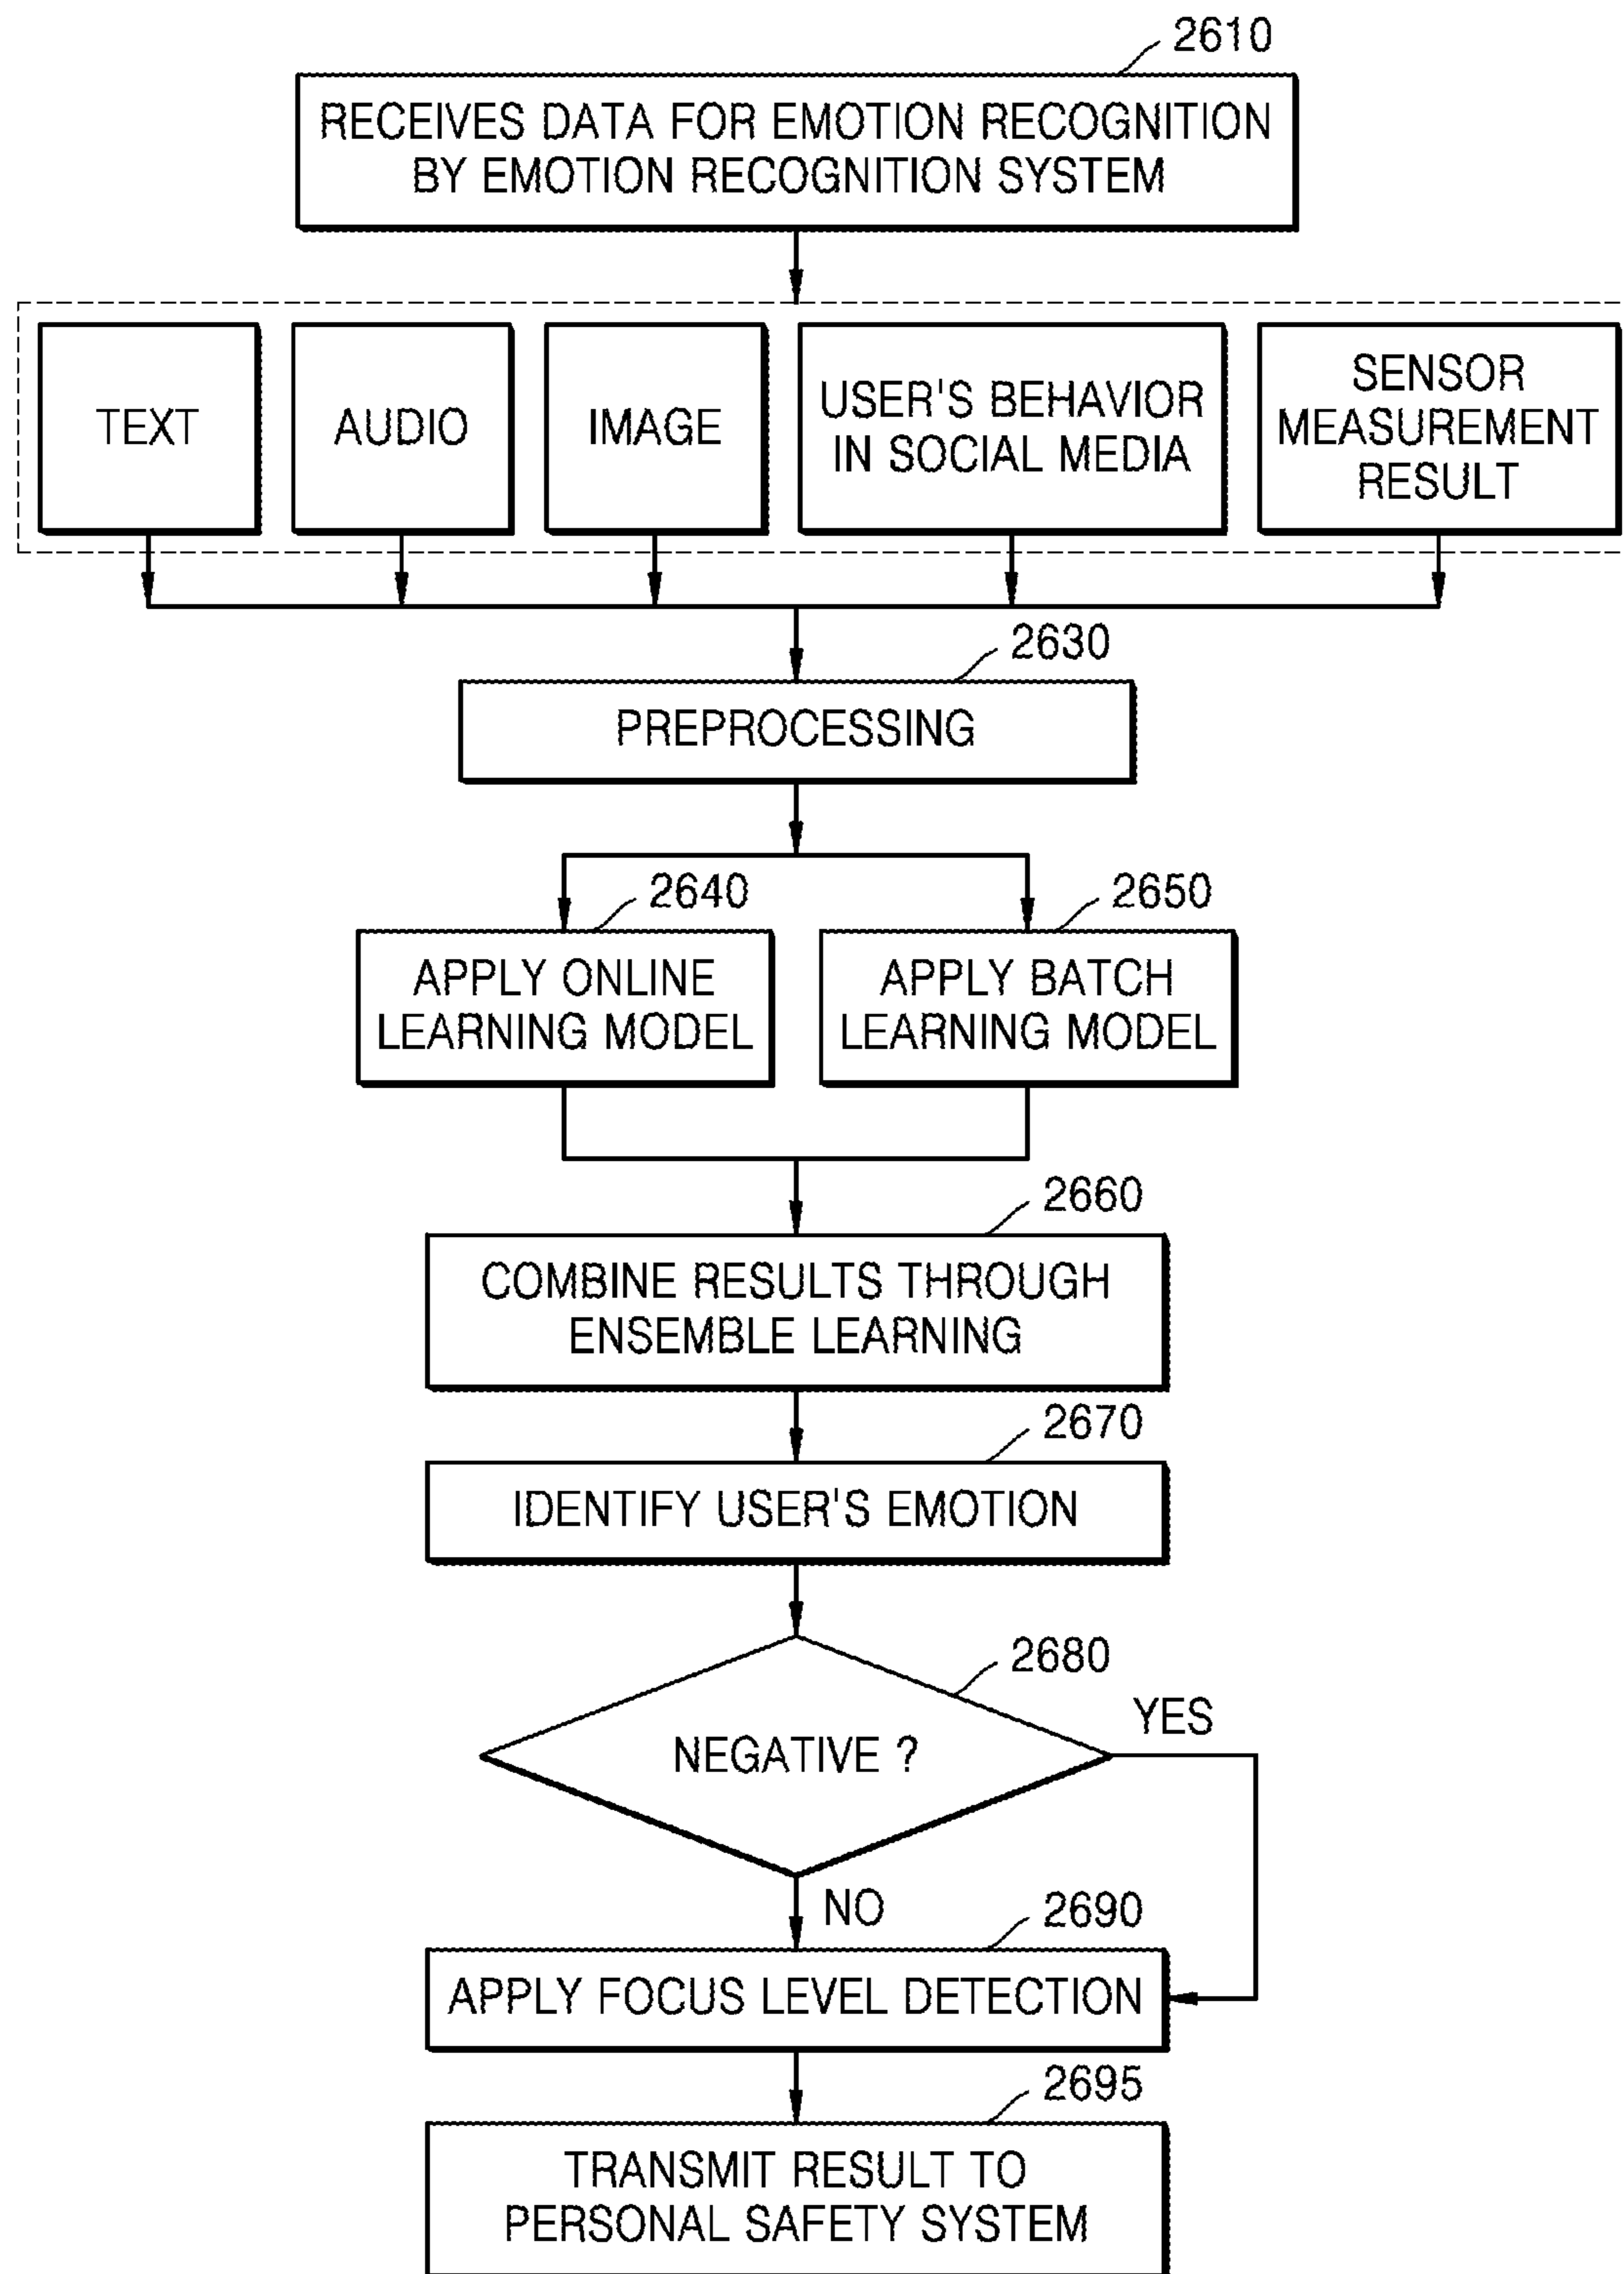 2610
RECEIVES DATA FOR EMOTION RECOGNITION
BY EMOTION RECOGNITION SYSTEM
TEXT
AUDIO
IMAGE
USER'S BEHAVIOR
IN SOCIAL MEDIA
SENSOR
MEASUREMENT
RESULT
2630
PREPROCESSING
2640
APPLY ONLINE
LEARNING MODEL
2650
APPLY BATCH
LEARNING MODEL
2660
COMBINE RESULTS THROUGH
ENSEMBLE LEARNING
2670
IDENTIFY USER'S EMOTION
2680
NEGATIVE ?
YES
NO
2690
APPLY FOCUS LEVEL DETECTION
2695
TRANSMIT RESULT TO
PERSONAL SAFETY SYSTEM